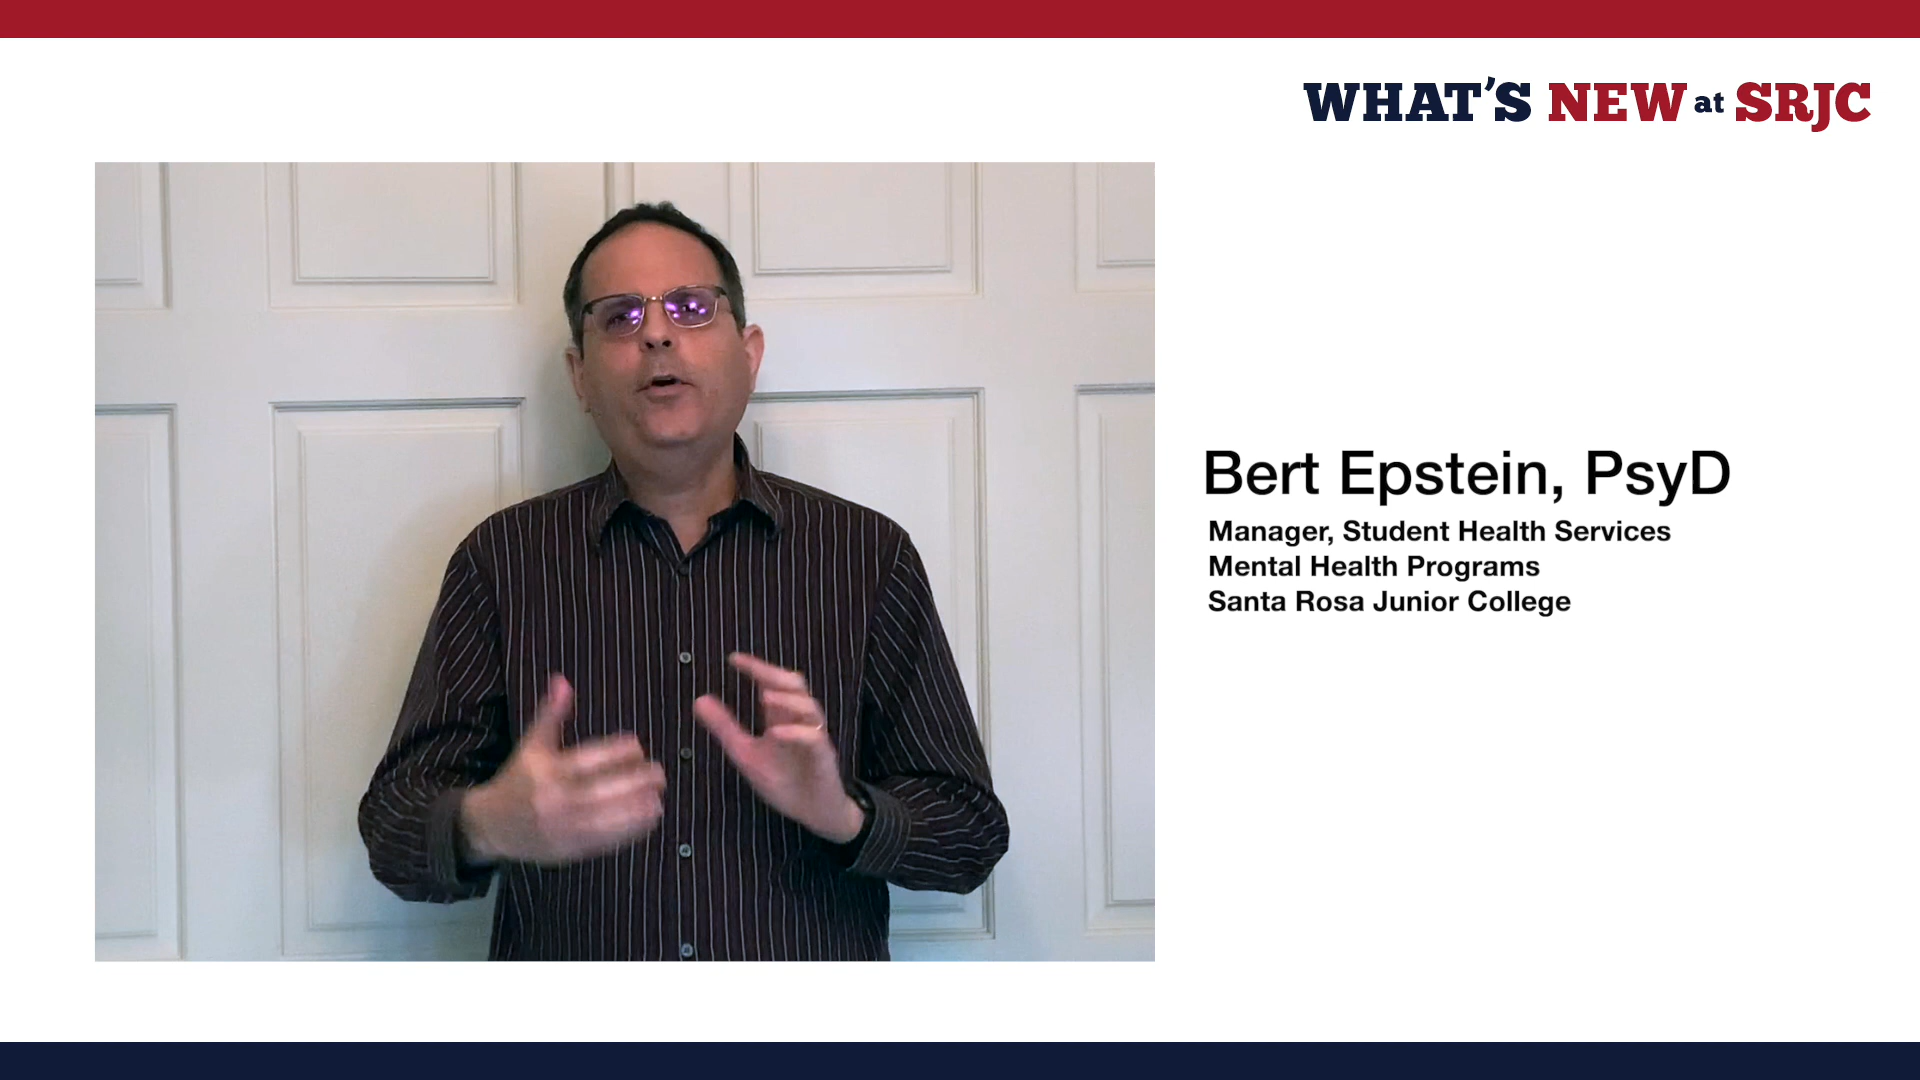 WHAT'S NEW at SRJC
Bert Epstein, PsyD
Manager, Student Health Services
Mental Health Programs
Santa Rosa Junior College